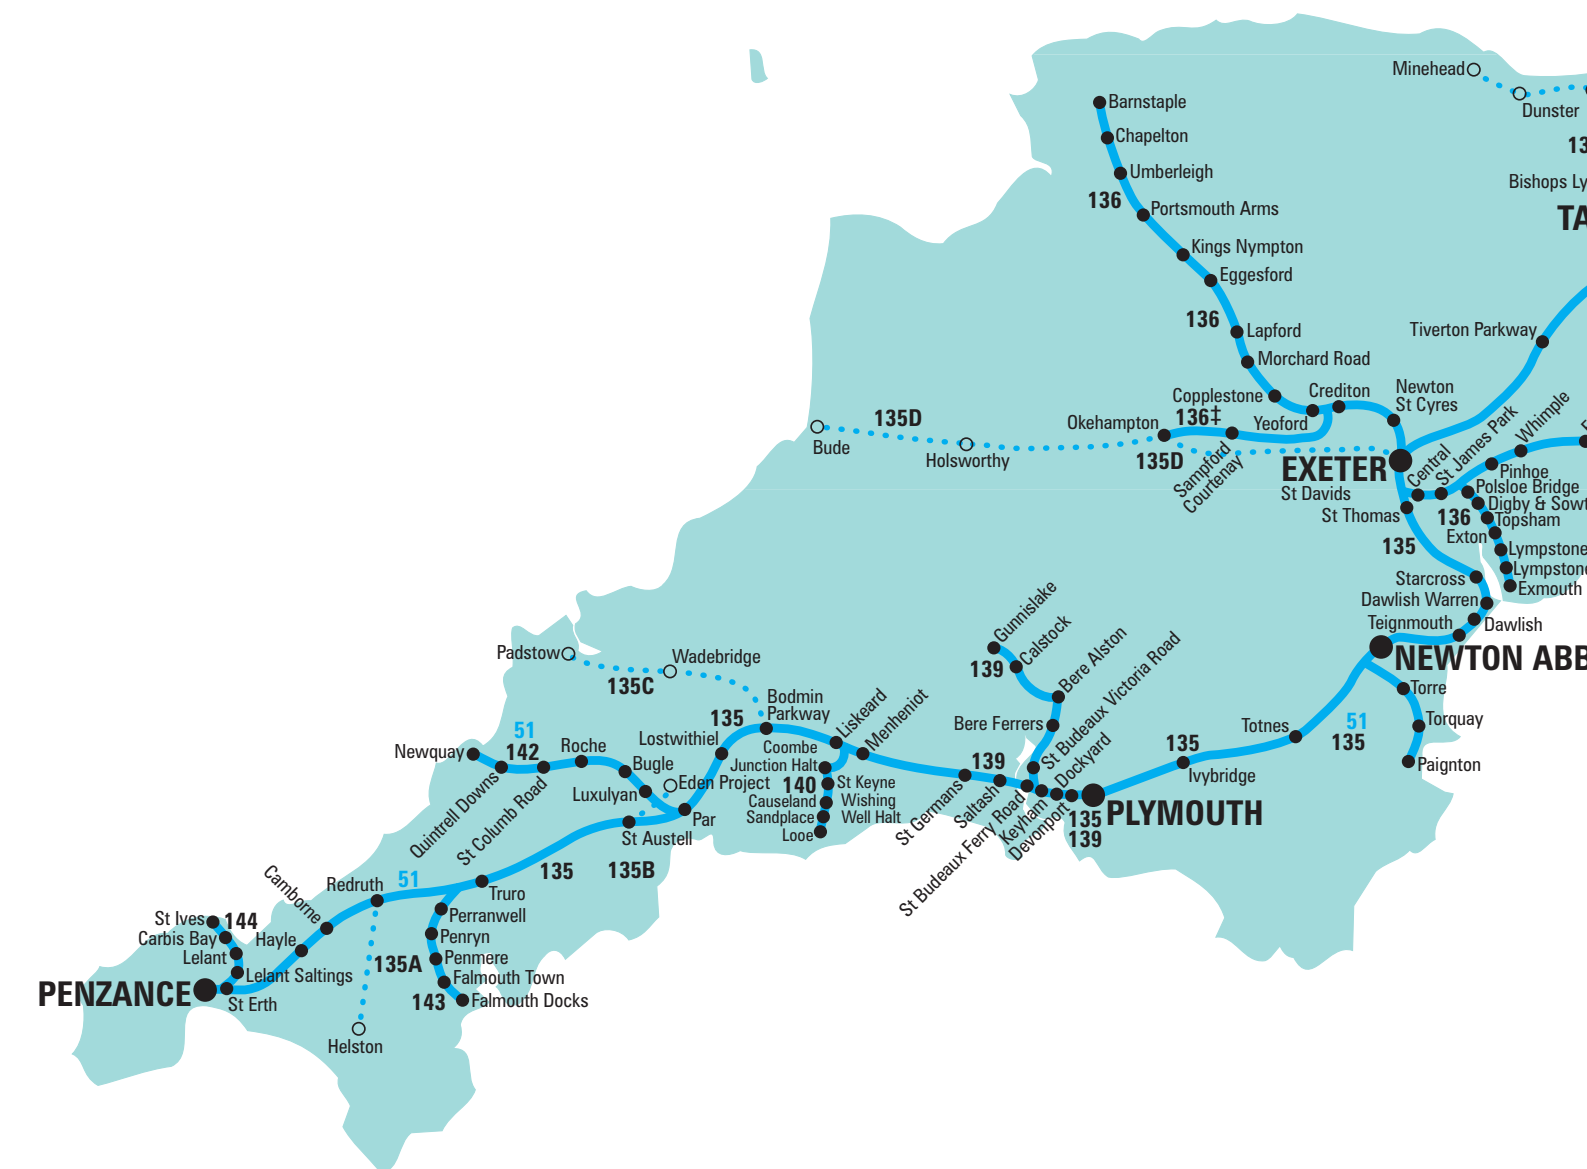 Minehead
Dunster
13
Bishops Ly
TA
Barnstaple
Chapelton
Umberleigh
136
Portsmouth Arms
Kings Nympton
Eggesford
136
Lapford
Morchard Road
Tiverton Parkway
Copplestone
Crediton
Newton
St Cyres
Yeoford
Okehampton
136‡
135D
Bude
Holsworthy
135D
Sampford
Courtenay
EXETER
St Davids
Central
St James Park
Whimple
Pinhoe
Polsloe Bridge
Digby & Sowt
Topsham
St Thomas
136
Exton
135
Lympstone
Lympstone
Exmouth
Starcross
Dawlish Warren
Dawlish
Teignmouth
NEWTON ABB
Torre
Torquay
51
135
Paignton
Totnes
135
Ivybridge
PLYMOUTH
135
139
Gunnislake
Calstock
139
Bere Alston
Bere Ferrers
St Budeaux Victoria Road
Dockyard
Devonport
Keyham
St Budeaux Ferry Road
139
Saltash
St Germans
Menheniot
Liskeard
Coombe
Junction Halt
140
St Keyne
Wishing
Well Halt
Causeland
Sandplace
Looe
Bodmin
Parkway
135
Lostwithiel
Padstow
Wadebridge
135C
Newquay
51
142
Quintrell Downs
St Columb Road
Roche
Bugle
Luxulyan
Eden Project
Par
St Austell
135B
135
Truro
51
Redruth
Camborne
Hayle
Perranwell
Penryn
Penmere
135A
Falmouth Town
143
Falmouth Docks
Helston
St Ives
144
Carbis Bay
Lelant
Lelant Saltings
St Erth
PENZANCE